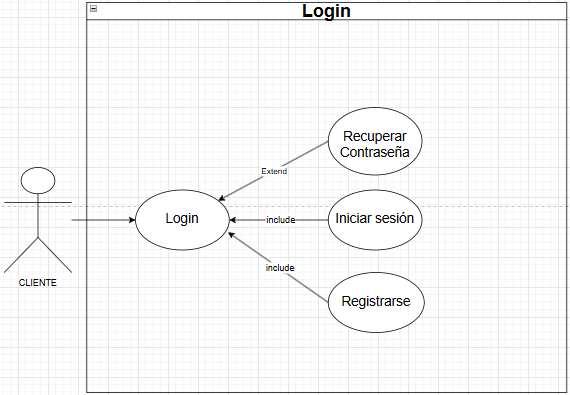 Login
Recuperar
Contraseña
Extend
Login
include
Iniciar sesión
include
Registrarse
CLIENTE